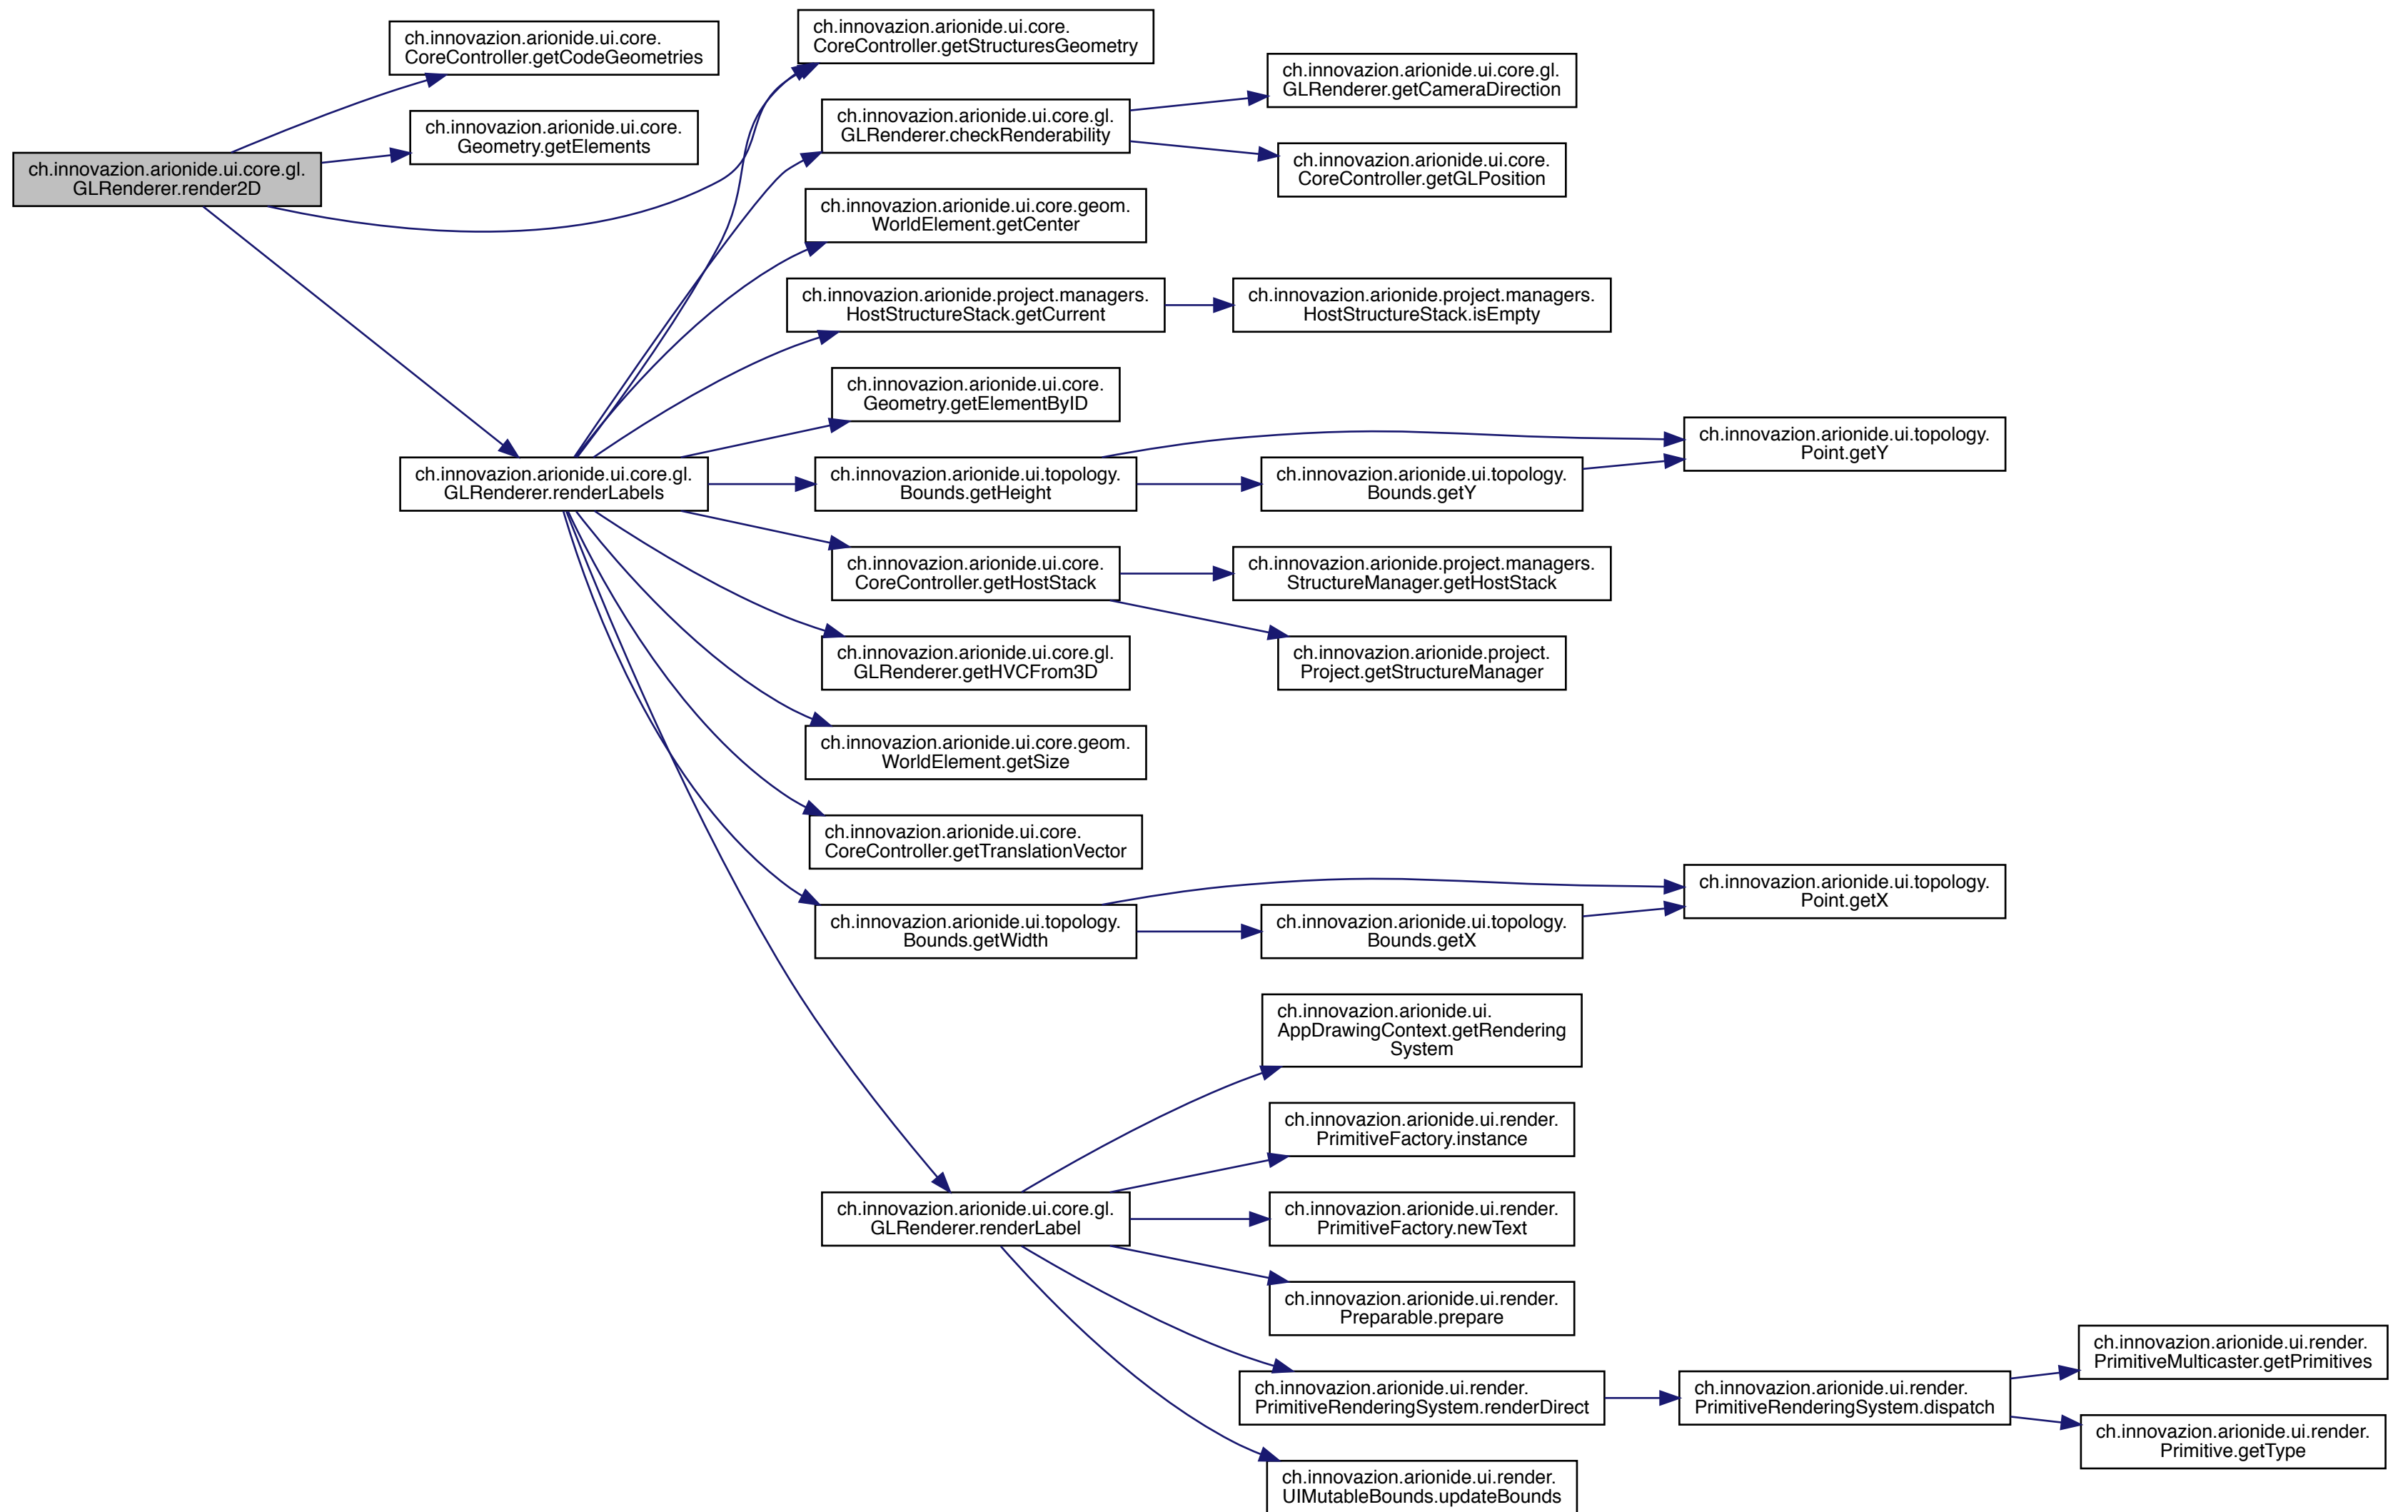 ch.innovazion.arionide.ui.core.gl.
GLRenderer.render2D
ch.innovazion.arionide.ui.core.
CoreController.getCodeGeometries
ch.innovazion.arionide.ui.core.
Geometry.getElements
ch.innovazion.arionide.ui.core.gl.
GLRenderer.renderLabels
ch.innovazion.arionide.ui.core.
CoreController.getStructuresGeometry
ch.innovazion.arionide.ui.core.gl.
GLRenderer.checkRenderability
ch.innovazion.arionide.ui.core.geom.
WorldElement.getCenter
ch.innovazion.arionide.project.managers.
HostStructureStack.getCurrent
ch.innovazion.arionide.ui.core.
Geometry.getElementByID
ch.innovazion.arionide.ui.topology.
Bounds.getHeight
ch.innovazion.arionide.ui.core.
CoreController.getHostStack
ch.innovazion.arionide.ui.core.gl.
GLRenderer.getHVCFrom3D
ch.innovazion.arionide.ui.core.geom.
WorldElement.getSize
ch.innovazion.arionide.ui.core.
CoreController.getTranslationVector
ch.innovazion.arionide.ui.topology.
Bounds.getWidth
ch.innovazion.arionide.ui.core.gl.
GLRenderer.renderLabel
ch.innovazion.arionide.ui.core.gl.
GLRenderer.getCameraDirection
ch.innovazion.arionide.ui.core.
CoreController.getGLPosition
ch.innovazion.arionide.project.managers.
HostStructureStack.isEmpty
ch.innovazion.arionide.ui.topology.
Bounds.getY
ch.innovazion.arionide.project.managers.
StructureManager.getHostStack
ch.innovazion.arionide.project.
Project.getStructureManager
ch.innovazion.arionide.ui.topology.
Bounds.getX
ch.innovazion.arionide.ui.
AppDrawingContext.getRendering
System
ch.innovazion.arionide.ui.render.
PrimitiveFactory.instance
ch.innovazion.arionide.ui.render.
PrimitiveFactory.newText
ch.innovazion.arionide.ui.render.
Preparable.prepare
ch.innovazion.arionide.ui.render.
PrimitiveRenderingSystem.renderDirect
ch.innovazion.arionide.ui.render.
UIMutableBounds.updateBounds
ch.innovazion.arionide.ui.topology.
Point.getY
ch.innovazion.arionide.ui.topology.
Point.getX
ch.innovazion.arionide.ui.render.
PrimitiveRenderingSystem.dispatch
ch.innovazion.arionide.ui.render.
PrimitiveMulticaster.getPrimitives
ch.innovazion.arionide.ui.render.
Primitive.getType